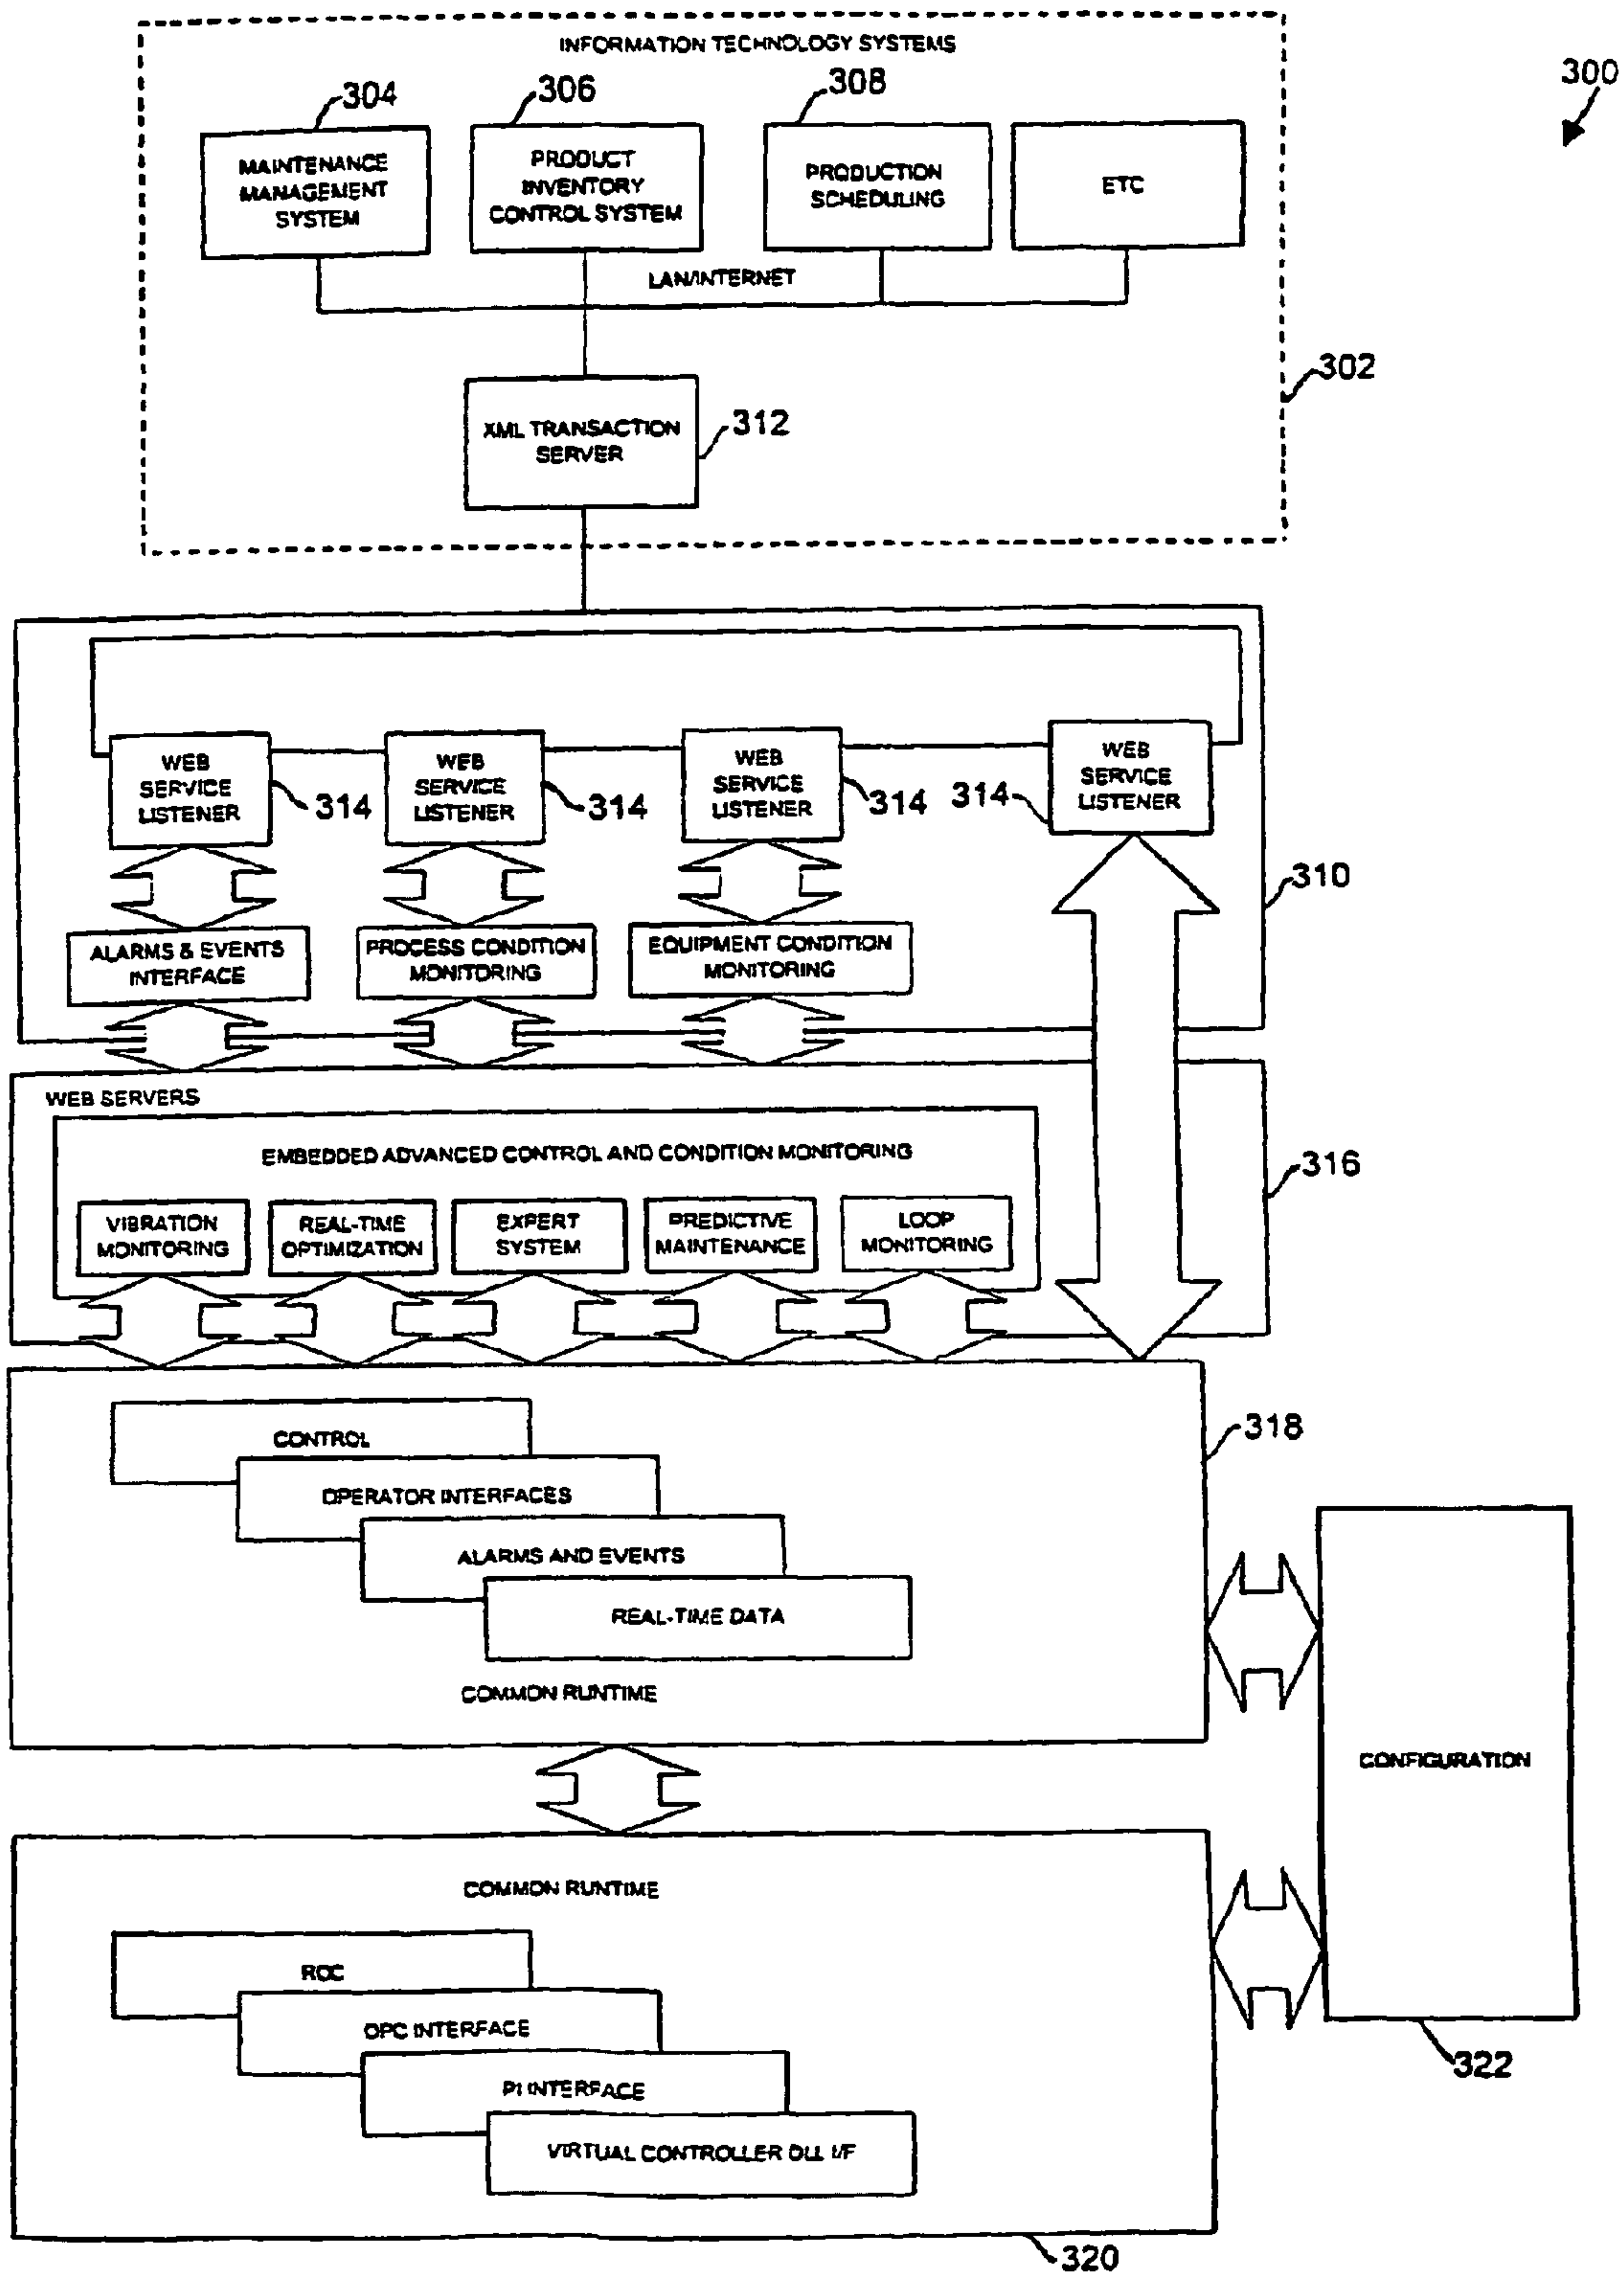 INFORMATION TECHNOLOGY SYSTEMS
300
304
306
308
MAINTENANCE
MANAGEMENT
SYSTEM
PRODUCT
INVENTORY
CONTROL SYSTEM
PRODUCTION
SCHEDULING
ETC
LAN/INTERNET
302
XML TRANSACTION
SERVER
312
WEB
SERVICE
LISTENER
314
WEB
SERVICE
LISTENER
314
WEB
SERVICE
LISTENER
314
314
WEB
SERVICE
LISTENER
310
ALARMS & EVENTS
INTERFACE
PROCESS CONDITION
MONITORING
EQUIPMENT CONDITION
MONITORING
WEB SERVERS
EMBEDDED ADVANCED CONTROL AND CONDITION MONITORING
316
VIBRATION
MONITORING
REAL-TIME
OPTIMIZATION
EXPERT
SYSTEM
PREDICTIVE
MAINTENANCE
LOOP
MONITORING
318
CONTROL
OPERATOR INTERFACES
ALARMS AND EVENTS
REAL-TIME DATA
COMMON RUNTIME
CONFIGURATION
COMMON RUNTIME
ROC
OPC INTERFACE
PI INTERFACE
VIRTUAL CONTROLLER DLL I/F
322
320